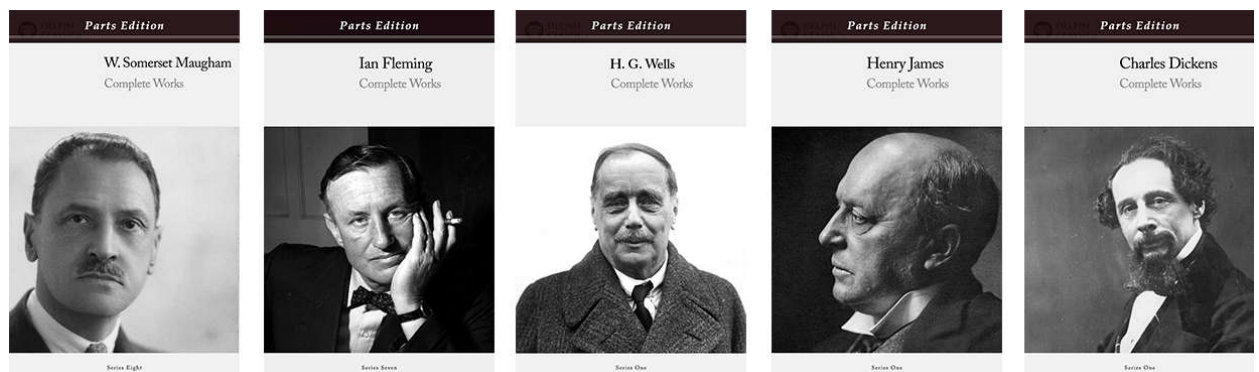 Parts Edition
W. Somerset Maugham
Complete Works
Series Eight
Parts Edition
Ian Fleming
Complete Works
Series Seven
Parts Edition
H. G. Wells
Complete Works
Series One
Parts Edition
Henry James
Complete Works
Series One
Parts Edition
Charles Dickens
Complete Works
Series One